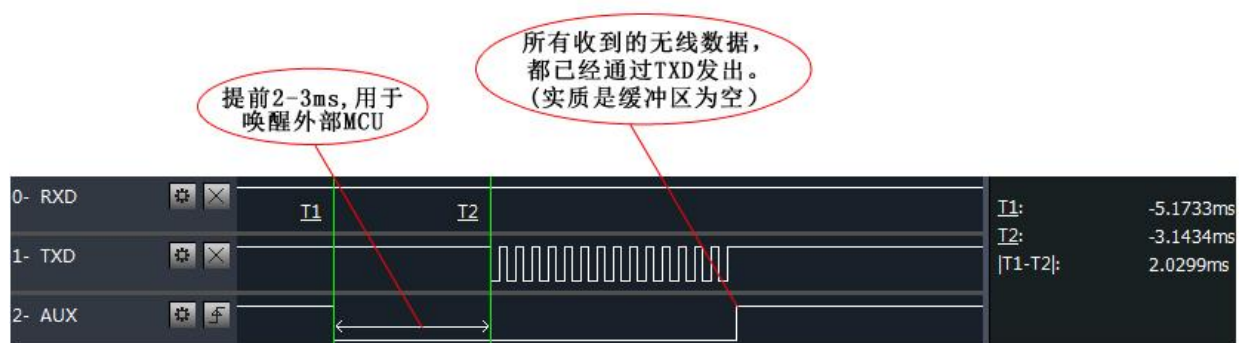 所有收到的无线数据，
都已经通过TXD发出。
(实质是缓冲区为空)
提前2-3ms,用于
唤醒外部MCU
0- RXD
T1
T2
1- TXD
2- AUX
T1: -5.1733ms
T2: -3.1434ms
|T1-T2|: 2.0299ms